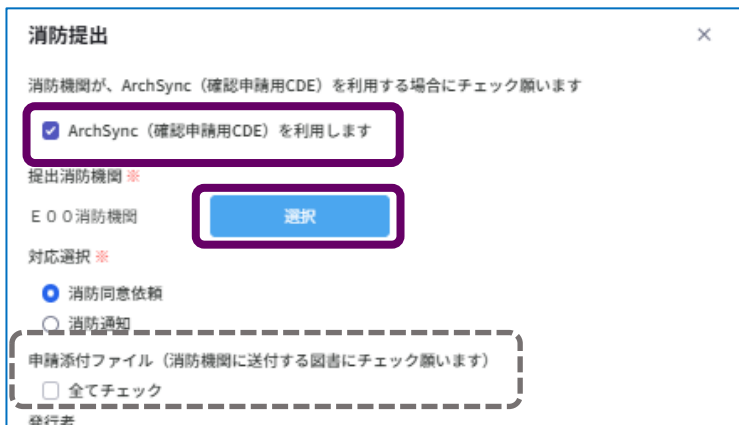 消防提出
消防機関が、ArchSync（確認申請用CDE）を利用する場合にチェック願います
ArchSync（確認申請用CDE）を利用します
提出消防機関 ※
Ｅ００消防機関 選択
対応選択 ※
消防同意依頼
消防通知
申請添付ファイル（消防機関に送付する図書にチェック願います）
全てチェック
発行者